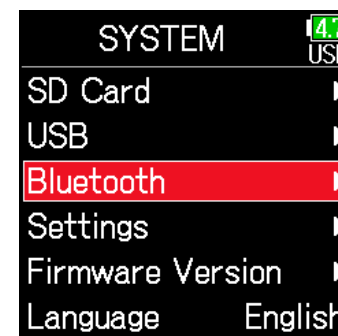 SYSTEM
SD Card
USB
Bluetooth
Settings
Firmware Version
Language English